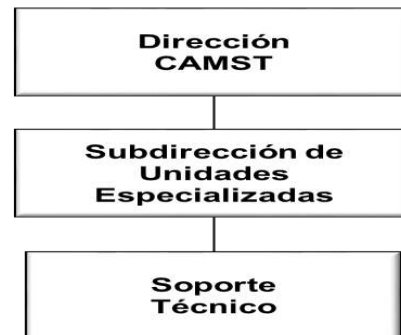 Dirección
CAMST
Subdirección de
Unidades
Especializadas
Soporte
Técnico